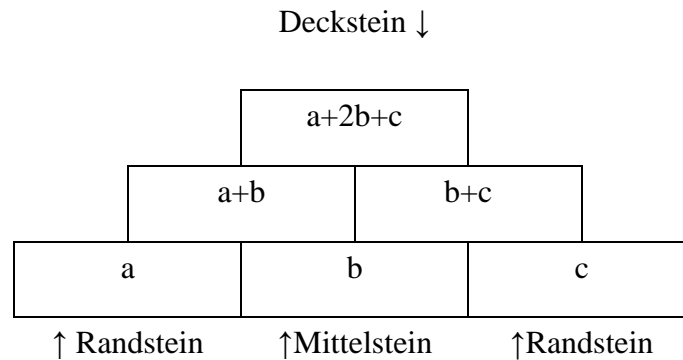 Deckstein ↓
a+2b+c
a+b b+c
a b c
↑ Randstein ↑Mittelstein ↑Randstein